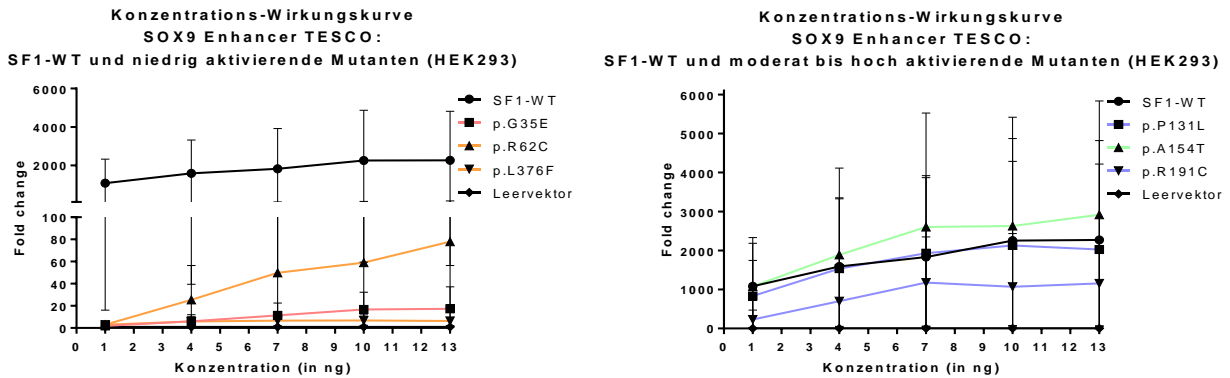 Konzentrations-Wirkungskurve
SOX9 Enhancer TESCO:
SF1-WT und niedrig aktivierende Mutanten (HEK293)
6000
4000
2000
100
80
60
40
20
0
Fold change
0 1 2 3 4 5 6 7 8 9 10 11 12 13
Konzentration (in ng)
SF1-WT
p.G35E
p.R62C
p.L376F
Leervektor
Konzentrations-Wirkungskurve
SOX9 Enhancer TESCO:
SF1-WT und moderat bis hoch aktivierende Mutanten (HEK293)
6000
5000
4000
3000
2000
1000
0
Fold change
0 1 2 3 4 5 6 7 8 9 10 11 12 13
Konzentration (in ng)
SF1-WT
p.P131L
p.A154T
p.R191C
Leervektor